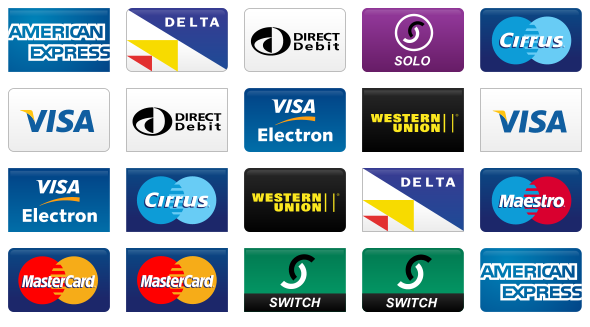 AMERICAN
EXPRESS
DELTA
DIRECT
Debit
SOLO
Cirrus
VISA
DIRECT
Debit
VISA
Electron
WESTERN
UNION
VISA
VISA
Electron
Cirrus
WESTERN
UNION
DELTA
Maestro
MasterCard
MasterCard
SWITCH
SWITCH
AMERICAN
EXPRESS